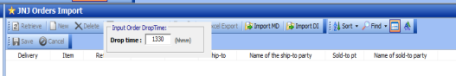 JNJ Orders Import
Retrieve New Delete Excel Export Import MD Import DI Sort Find
Input Order DropTime:
Drop time : 1330
Save Cancel
Delivery Item hip-to Name of the ship-to party Sold-to pt Name of sold-to party